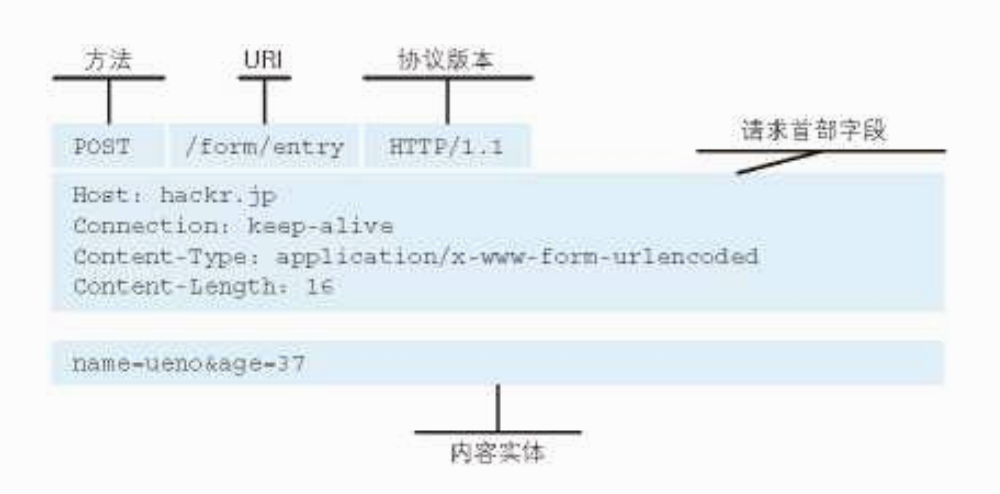 方法 URI 协议版本
请求首部字段
POST /form/entry HTTP/1.1
Host: hackr.jp
Connection: keep-alive
Content-Type: application/x-www-form-urlencoded
Content-Length: 16
name=ueno&age=37
内容实体